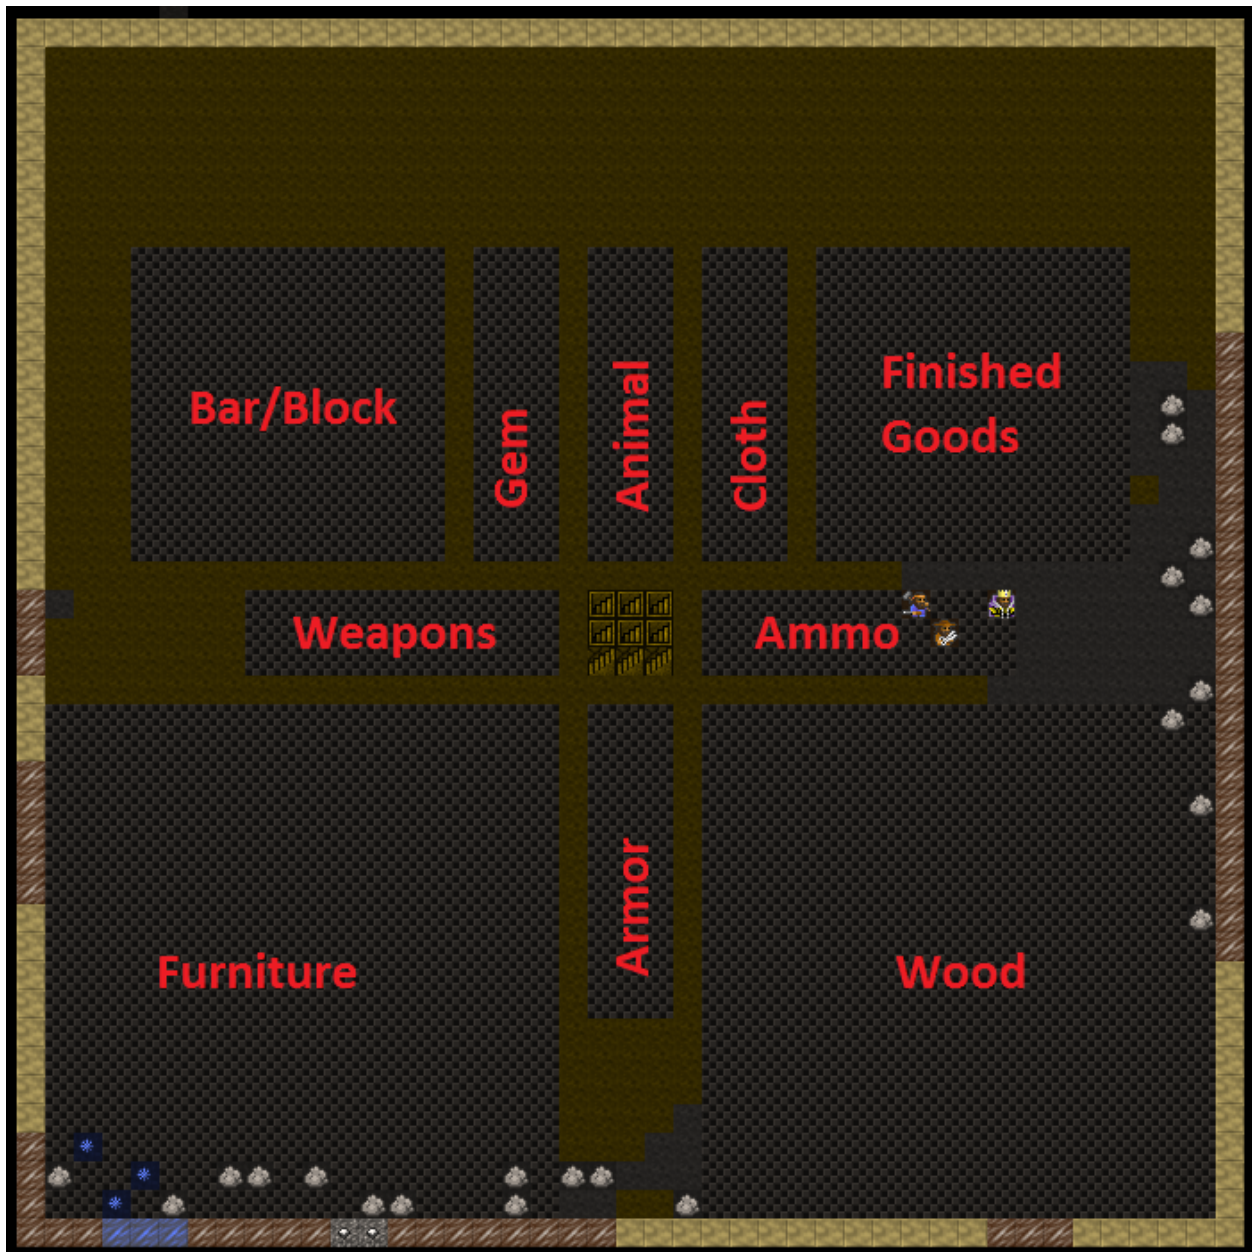 Bar/Block
Gem
Animal
Cloth
Finished
Goods
Weapons
Ammo
Furniture
Armor
Wood